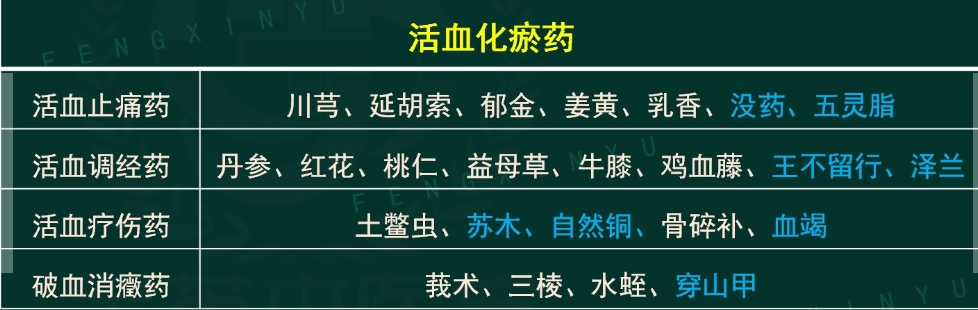 FENGXINYU
活血化瘀药
活血止痛药 川芎、延胡索、郁金、姜黄、乳香、没药、五灵脂
活血调经药 丹参、红花、桃仁、益母草、牛膝、鸡血藤、王不留行、泽兰
FENGXINYU
活血疗伤药 土鳖虫、苏木、自然铜、骨碎补、血竭
破血消癥药 莪术、三棱、水蛭、穿山甲
INYU